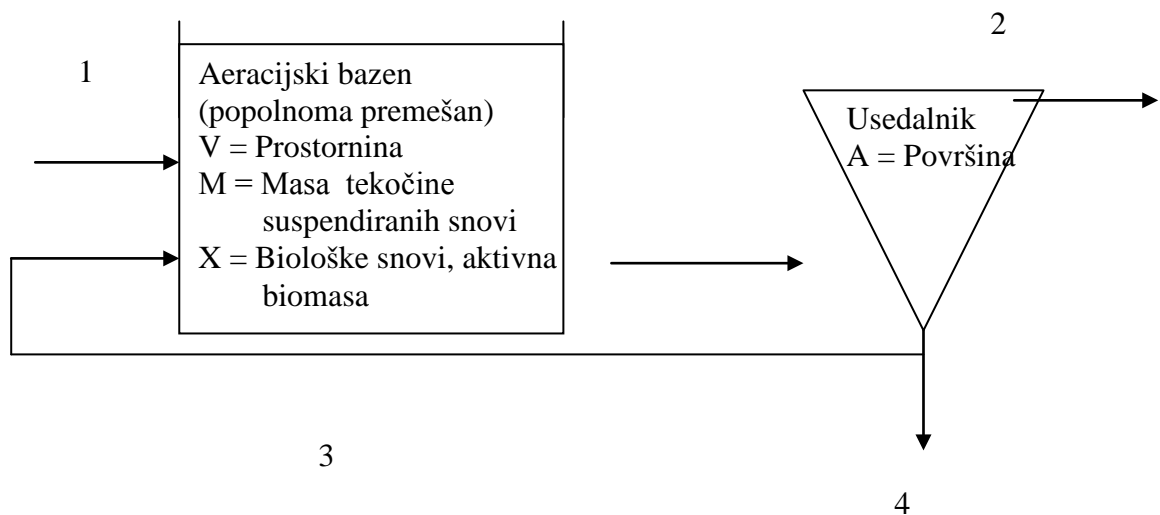 1
Aeracijski bazen
(popolnoma premešan)
V = Prostornina
M = Masa tekočine
suspendiranih snovi
X = Biološke snovi, aktivna
biomasa
2
Usedalnik
A = Površina
3
4